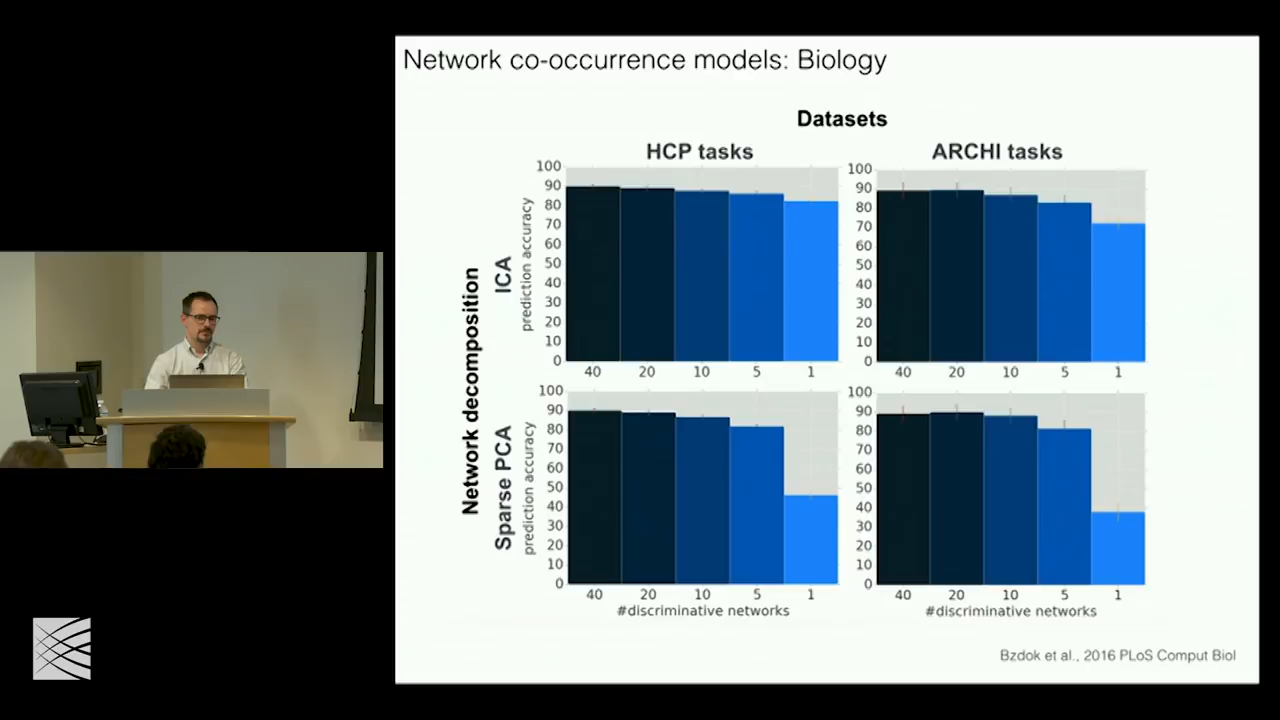 Network co-occurrence models: Biology
Datasets
HCP tasks
ARCHI tasks
Network decomposition
ICA
prediction accuracy
100
90
80
70
60
50
40
30
20
10
0
40 20 10 5 1
100
90
80
70
60
50
40
30
20
10
0
40 20 10 5 1
Sparse PCA
prediction accuracy
100
90
80
70
60
50
40
30
20
10
0
40 20 10 5 1
#discriminative networks
100
90
80
70
60
50
40
30
20
10
0
40 20 10 5 1
#discriminative networks
Bzdok et al., 2016 PLoS Comput Biol